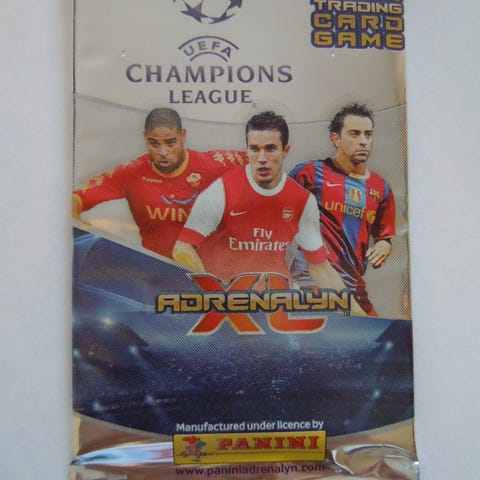 TRADING
CARD
GAME
UEFA
CHAMPIONS
LEAGUE®
WIN
Fly
Emirates
unicef
ADRENALYN
XL
Manufactured under licence by
PANINI
www.paniniadrenalyn.com